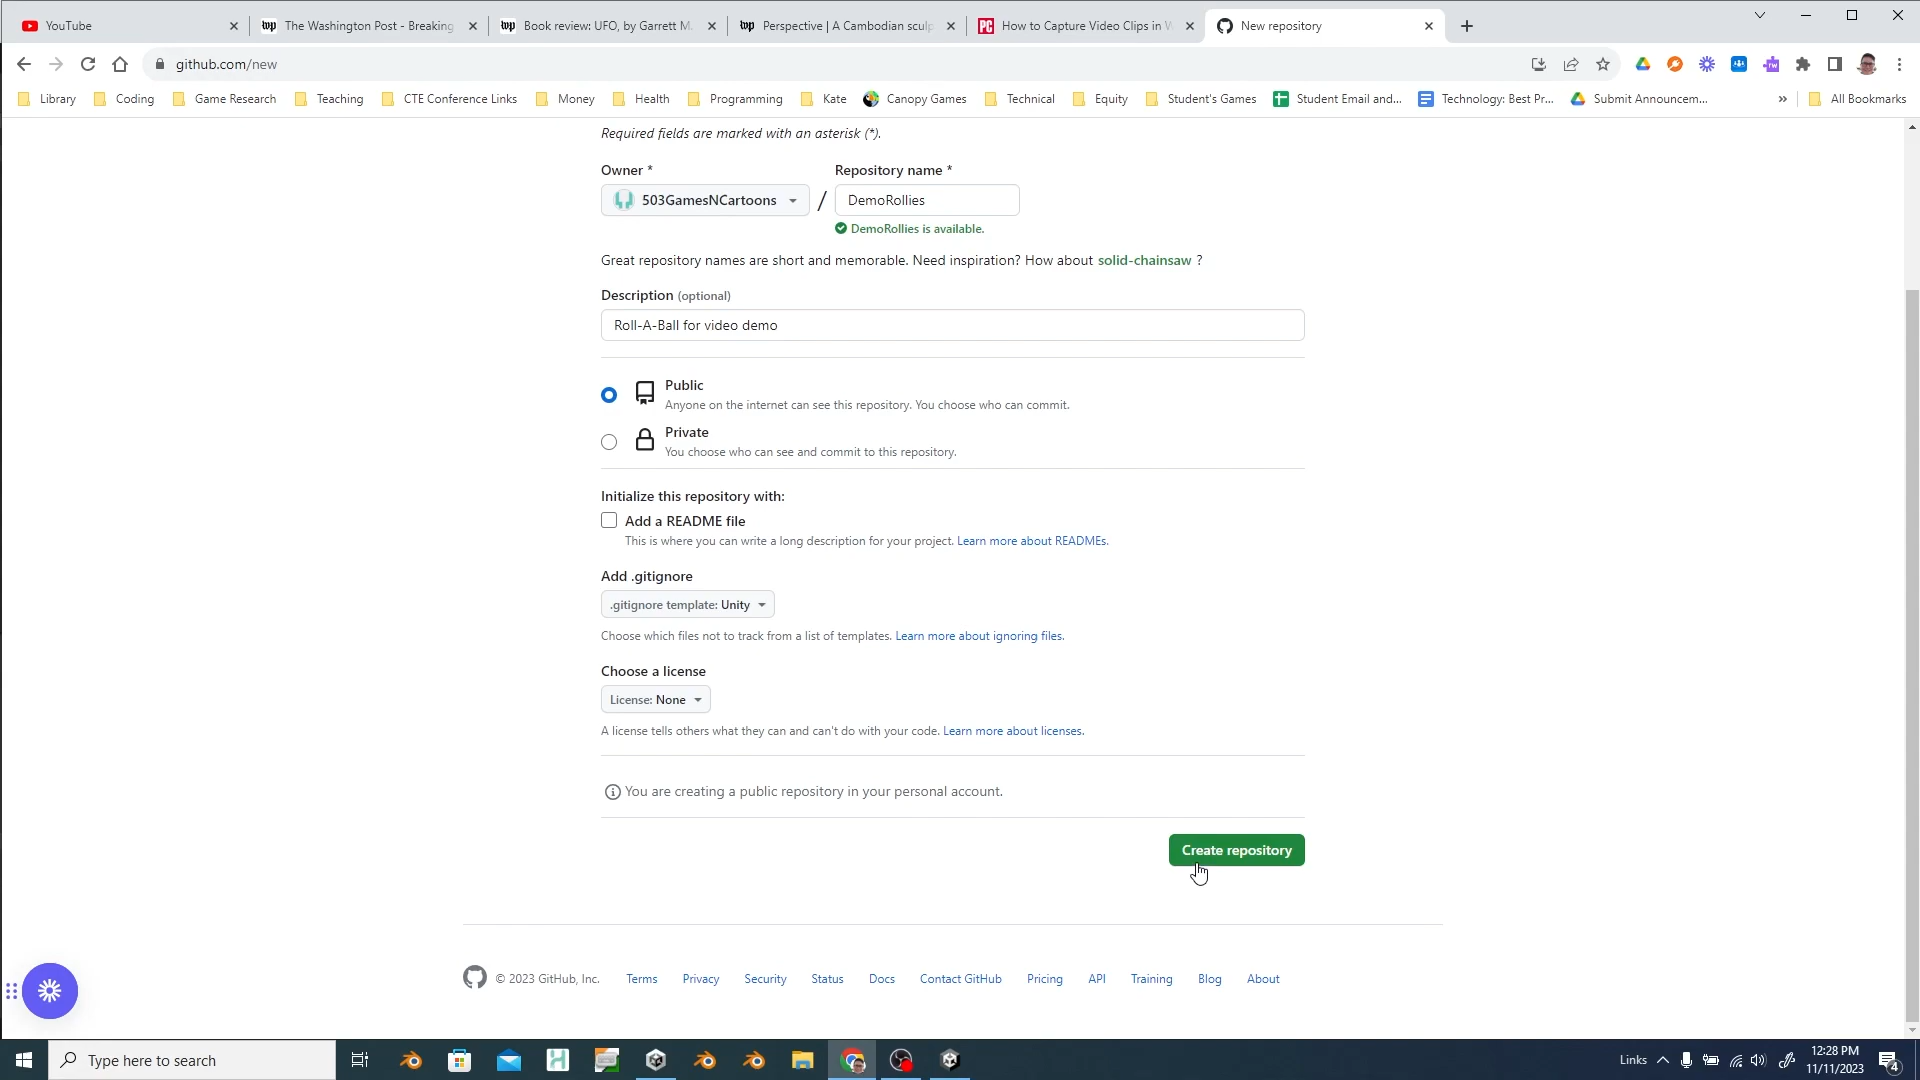 YouTube
The Washington Post - Breaking
Book review: UFO, by Garrett M.
Perspective | A Cambodian sculp
How to Capture Video Clips in W
New repository
github.com/new
Library
Coding
Game Research
Teaching
CTE Conference Links
Money
Health
Programming
Kate
Canopy Games
Technical
Equity
Student's Games
Student Email and...
Technology: Best Pr...
Submit Announcem...
»
All Bookmarks
Required fields are marked with an asterisk (*).
Owner *
Repository name *
503GamesNCartoons
/
DemoRollies
DemoRollies is available.
Great repository names are short and memorable. Need inspiration? How about solid-chainsaw ?
Description (optional)
Roll-A-Ball for video demo
Public
Anyone on the internet can see this repository. You choose who can commit.
Private
You choose who can see and commit to this repository.
Initialize this repository with:
Add a README file
This is where you can write a long description for your project. Learn more about READMEs.
Add .gitignore
.gitignore template: Unity
Choose which files not to track from a list of templates. Learn more about ignoring files.
Choose a license
License: None
A license tells others what they can and can't do with your code. Learn more about licenses.
You are creating a public repository in your personal account.
Create repository
© 2023 GitHub, Inc.
Terms
Privacy
Security
Status
Docs
Contact GitHub
Pricing
API
Training
Blog
About
Type here to search
Links
12:28 PM
11/11/2023
4